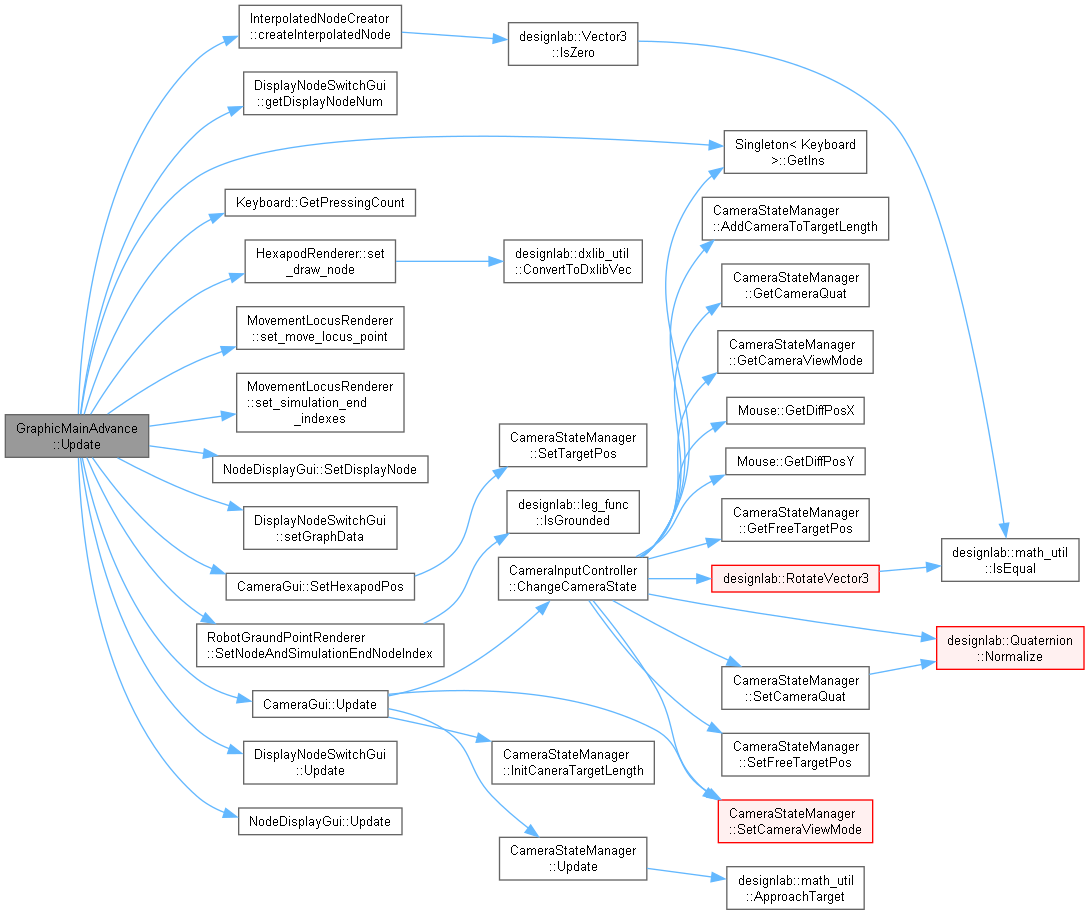 GraphicMainAdvance
::Update
InterpolatedNodeCreator
::createInterpolatedNode
designlab::Vector3
::IsZero
DisplayNodeSwitchGui
::getDisplayNodeNum
Singleton< Keyboard
>::GetIns
Keyboard::GetPressingCount
HexapodRenderer::set
_draw_node
designlab::dxlib_util
::ConvertToDxlibVec
MovementLocusRenderer
::set_move_locus_point
MovementLocusRenderer
::set_simulation_end
_indexes
NodeDisplayGui::SetDisplayNode
DisplayNodeSwitchGui
::setGraphData
CameraGui::SetHexapodPos
CameraStateManager
::SetTargetPos
RobotGraundPointRenderer
::SetNodeAndSimulationEndNodeIndex
designlab::leg_func
::IsGrounded
CameraGui::Update
CameraInputController
::ChangeCameraState
CameraStateManager
::AddCameraToTargetLength
CameraStateManager
::GetCameraQuat
CameraStateManager
::GetCameraViewMode
Mouse::GetDiffPosX
Mouse::GetDiffPosY
CameraStateManager
::GetFreeTargetPos
designlab::RotateVector3
designlab::math_util
::IsEqual
designlab::Quaternion
::Normalize
CameraStateManager
::SetCameraQuat
CameraStateManager
::SetFreeTargetPos
CameraStateManager
::SetCameraViewMode
CameraStateManager
::InitCaneraTargetLength
CameraStateManager
::Update
designlab::math_util
::ApproachTarget
DisplayNodeSwitchGui
::Update
NodeDisplayGui::Update